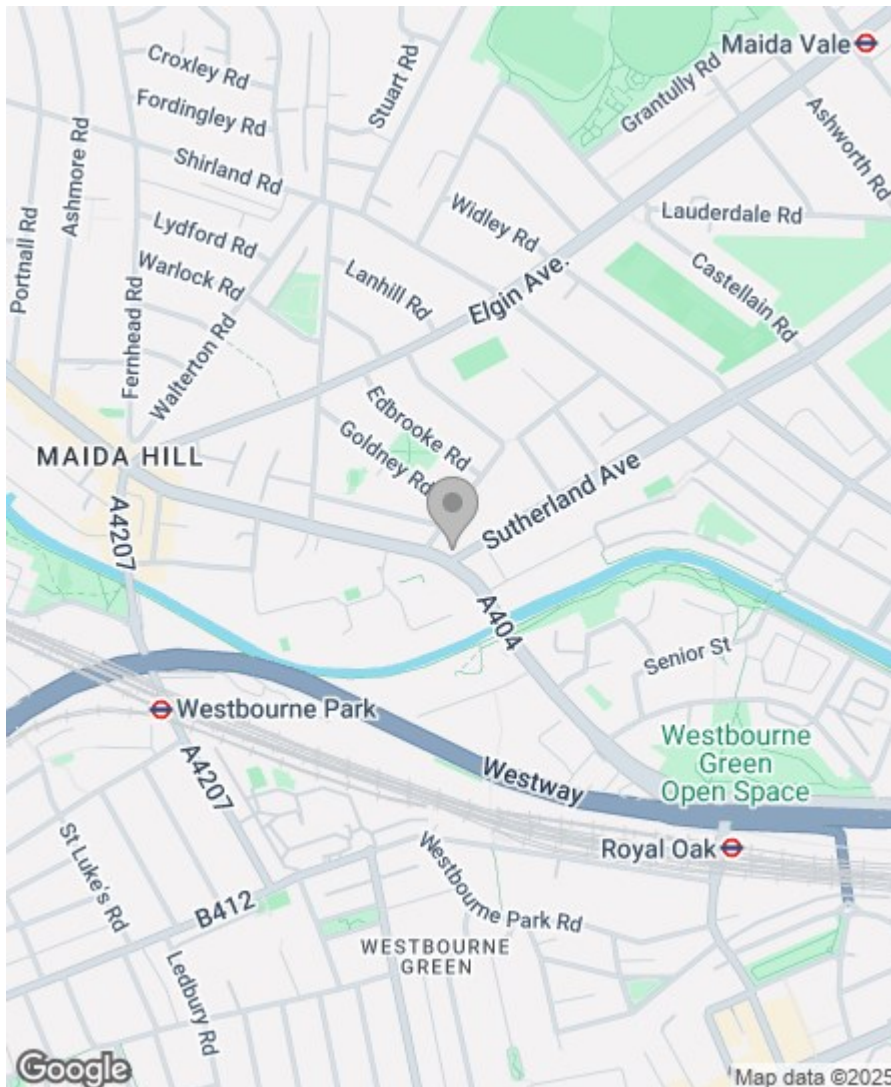 Maida Vale
Croxley Rd
Fordingley Rd
Stuart Rd
Grantully Rd
Ashworth Rd
Ashmore Rd
Shirland Rd
Portnall Rd
Lydford Rd
Widley Rd
Lauderdale Rd
Warlock Rd
Lanhill Rd
Elgin Ave.
Castellain Rd
Fernhead Rd
Walterton Rd
Edbrooke Rd
MAIDA HILL
Goldney Rd
Sutherland Ave
A4207
A404
Senior St
Westbourne Park
Westbourne
Green
Open Space
A4207
Westway
St Luke's Rd
Royal Oak
Westbourne Park Rd
B412
WESTBOURNE
GREEN
Ledbury Rd
Google
Map data ©2025